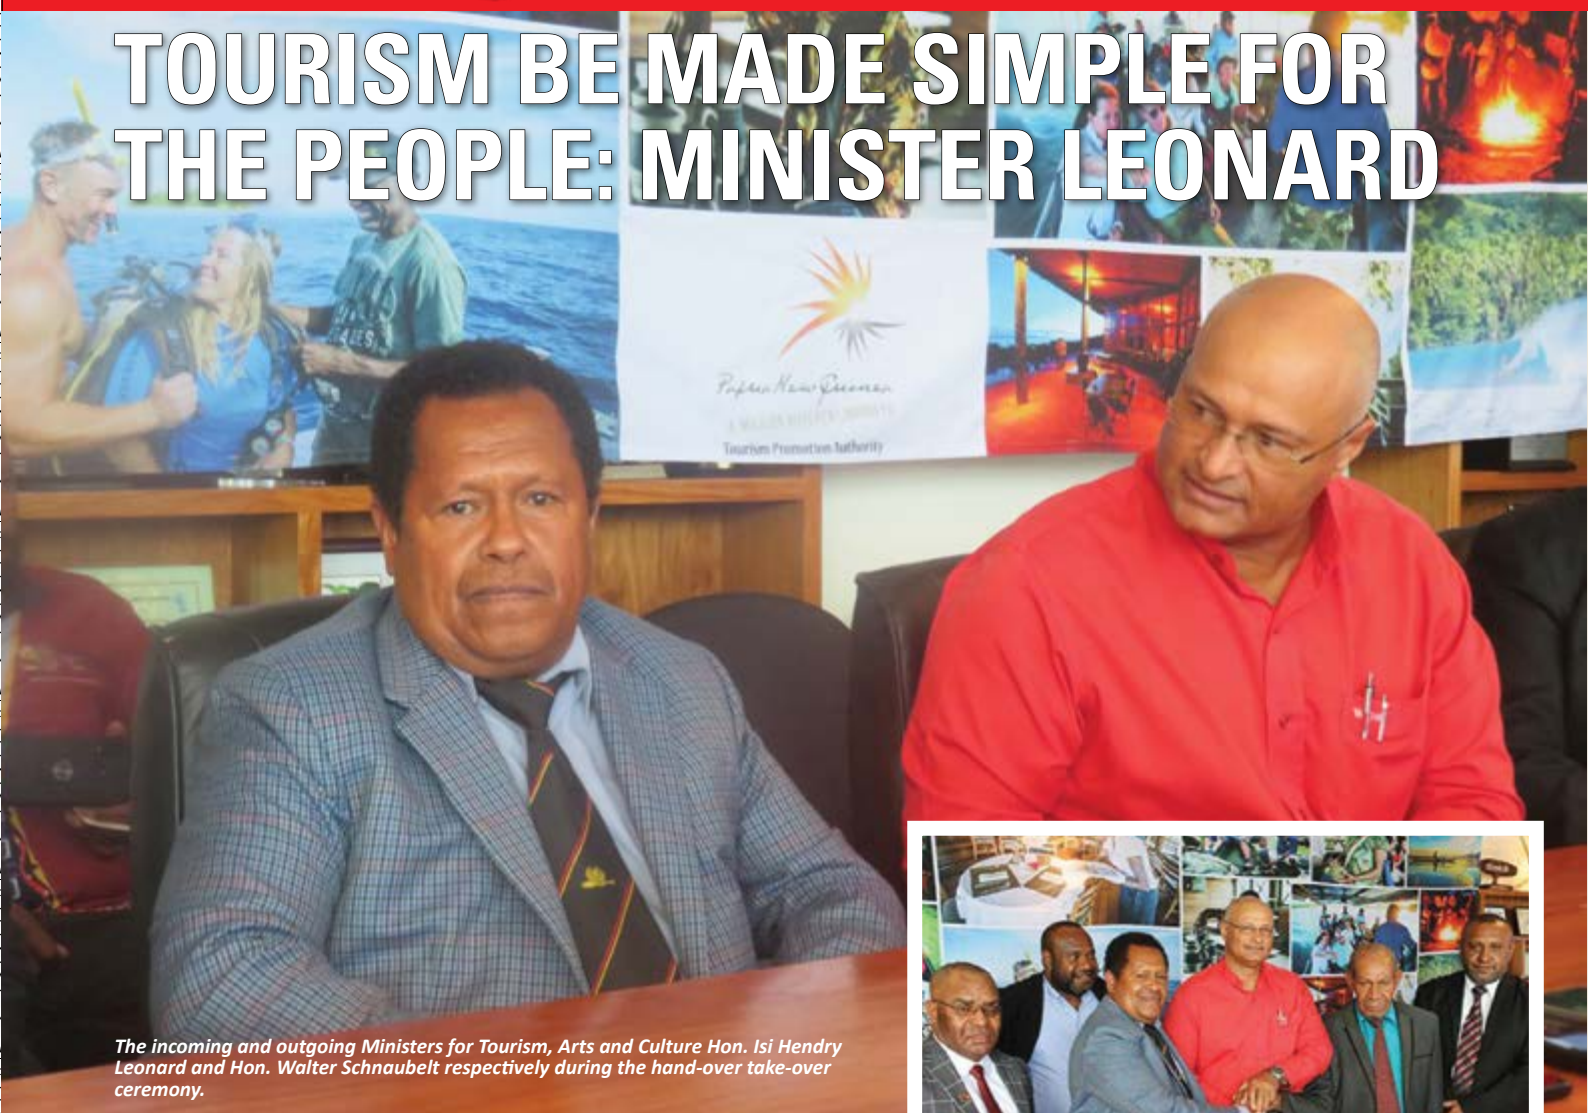 TOURISM BE MADE SIMPLE FOR
THE PEOPLE: MINISTER LEONARD
Papua New Guinea
Tourism Promotion Authority
The incoming and outgoing Ministers for Tourism, Arts and Culture Hon. Isi Hendry
Leonard and Hon. Walter Schnaubelt respectively during the hand-over take-over
ceremony.